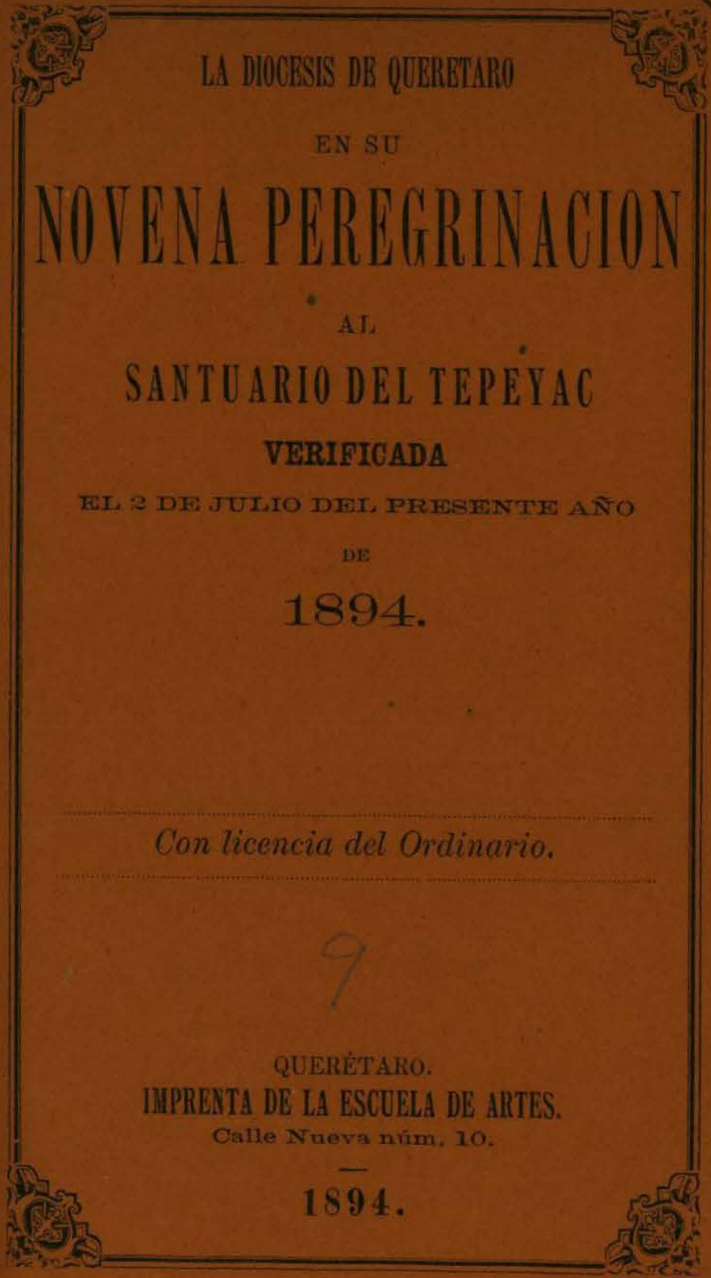 LA DIOCESIS DE QUERETARO
EN SU
NOVENA PEREGRINACION
AL
SANTUARIO DEL TEPEYAC
VERIFICADA
EL 2 DE JULIO DEL PRESENTE AÑO
DE
1894.
Con licencia del Ordinario.
9
QUERÉTARO.
IMPRENTA DE LA ESCUELA DE ARTES.
Calle Nueva núm. 10.
1894.